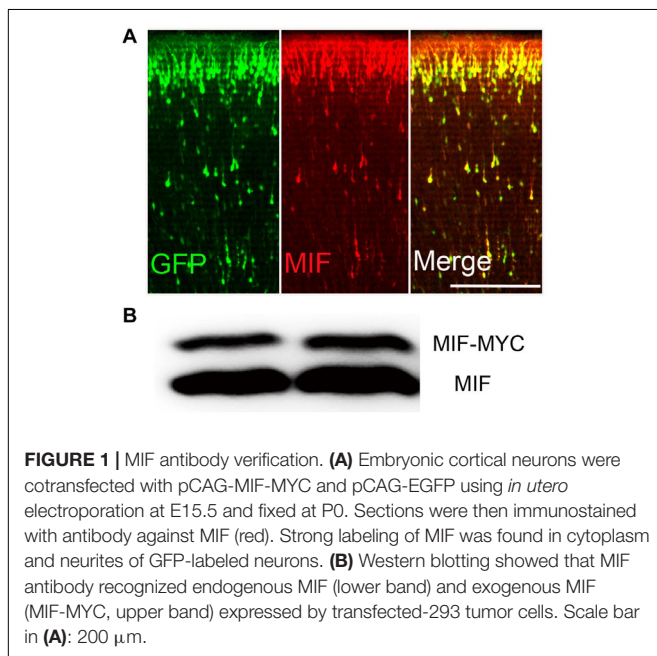 A
GFP
MIF
Merge
B
MIF-MYC
MIF
FIGURE 1 | MIF antibody verification. (A) Embryonic cortical neurons were
cotransfected with pCAG-MIF-MYC and pCAG-EGFP using in utero
electroporation at E15.5 and fixed at P0. Sections were then immunostained
with antibody against MIF (red). Strong labeling of MIF was found in cytoplasm
and neurites of GFP-labeled neurons. (B) Western blotting showed that MIF
antibody recognized endogenous MIF (lower band) and exogenous MIF
(MIF-MYC, upper band) expressed by transfected-293 tumor cells. Scale bar
in (A): 200 μm.